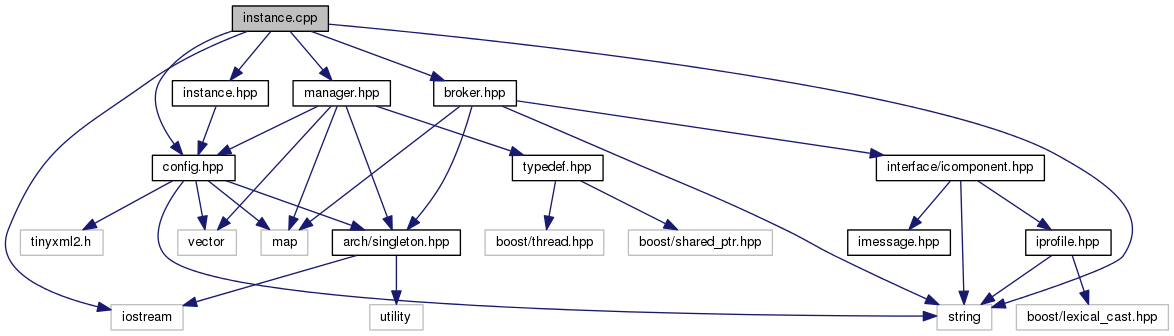 instance.cpp
instance.hpp
manager.hpp
broker.hpp
config.hpp
typedef.hpp
interface/icomponent.hpp
tinyxml2.h
vector
map
arch/singleton.hpp
boost/thread.hpp
boost/shared_ptr.hpp
imessage.hpp
iprofile.hpp
iostream
utility
string
boost/lexical_cast.hpp